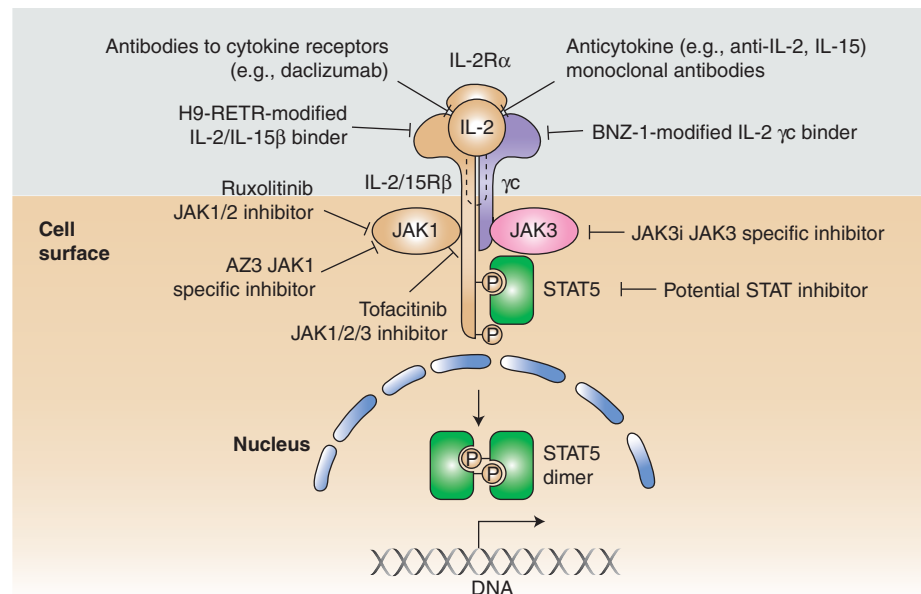 Antibodies to cytokine receptors
(e.g., daclizumab)
IL-2Rα
Anticytokine (e.g., anti-IL-2, IL-15)
monoclonal antibodies
H9-RETR-modified
IL-2/IL-15β binder
IL-2
BNZ-1-modified IL-2 γc binder
IL-2/15Rβ
γc
Ruxolitinib
JAK1/2 inhibitor
Cell
surface
JAK1
JAK3
JAK3i JAK3 specific inhibitor
AZ3 JAK1
specific inhibitor
P
STAT5
Potential STAT inhibitor
Tofacitinib
JAK1/2/3 inhibitor
P
Nucleus
P
P
STAT5
dimer
DNA